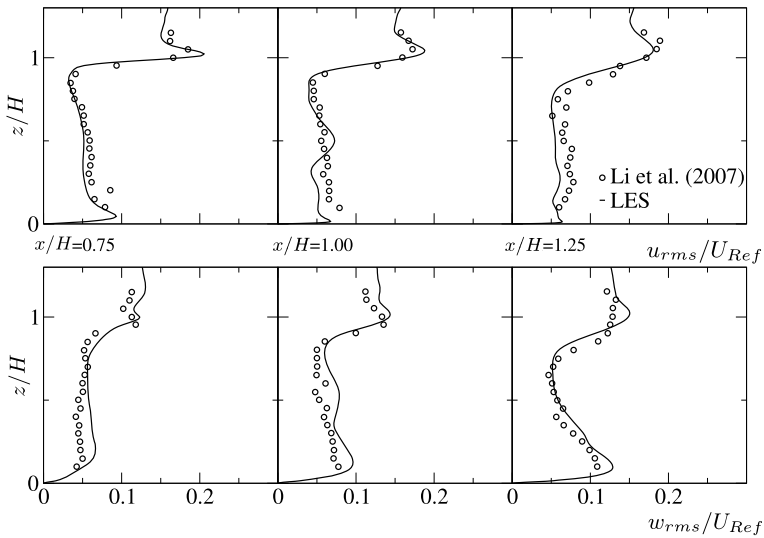 z/H
1
0
Li et al. (2007)
- LES
x/H=0.75 x/H=1.00 x/H=1.25 u_rms/U_Ref
z/H
1
0
0 0.1 0.2 0 0.1 0.2 0 0.1 0.2
w_rms/U_Ref